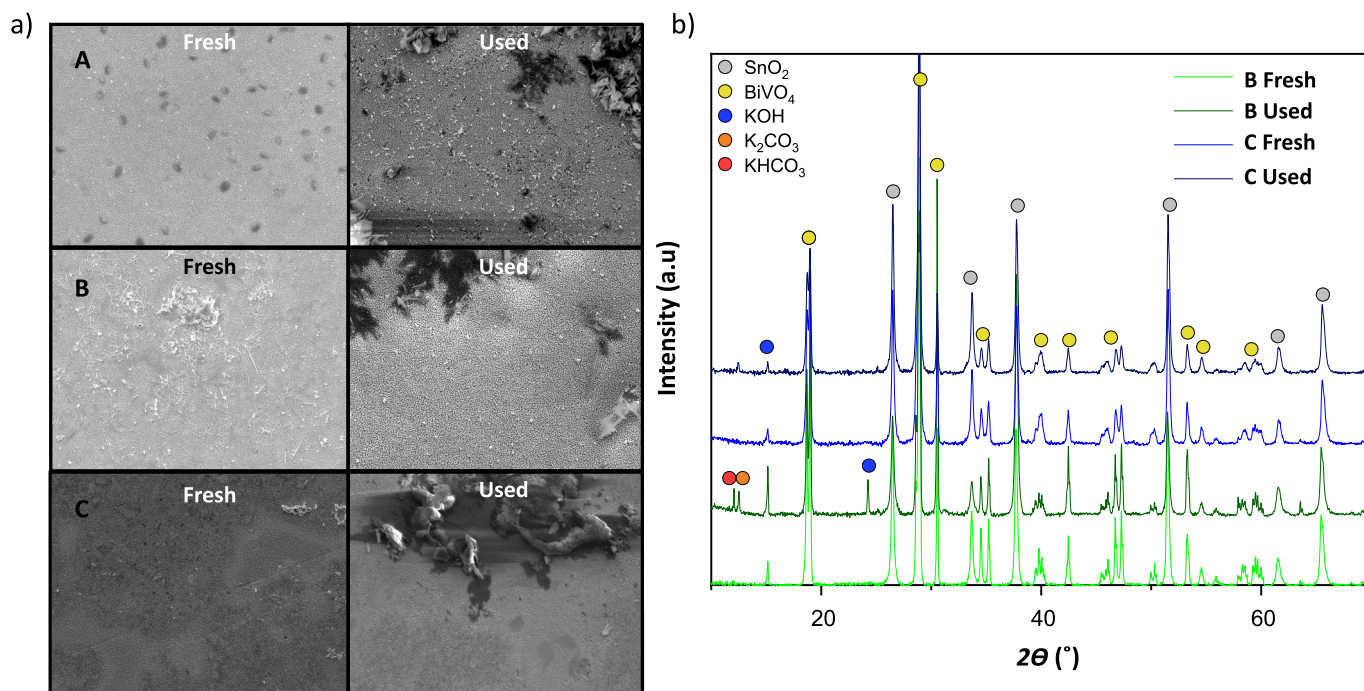 a)
A
Fresh
Used
B
Fresh
Used
C
Fresh
Used
b)
SnO₂
BiVO₄
KOH
K₂CO₃
KHCO₃
B Fresh
B Used
C Fresh
C Used
Intensity (a.u)
20
40
60
2Θ (°)